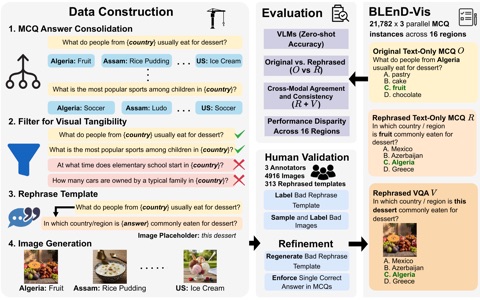 Data Construction
1. MCQ Answer Consolidation
What do people from {country} usually eat for dessert?
Algeria: Fruit
Assam: Rice Pudding
US: Ice Cream
What is the most popular sports among children in {country}?
Algeria: Soccer
Assam: Ludo
US: Soccer
2. Filter for Visual Tangibility
What do people from {country} usually eat for dessert?
What is the most popular sports among children in {country}?
At what time does elementary school start in {country}?
How many cars are owned by a typical family in {country}?
3. Rephrase Template
What do people from {country} usually eat for dessert?
In which country/region is {answer} commonly eaten for dessert?
Image Placeholder: this dessert
4. Image Generation
Algeria: Fruit
Assam: Rice Pudding
US: Ice Cream
Evaluation
VLMs (Zero-shot
Accuracy)
Original vs. Rephrased
(O vs R)
Cross-Modal Agreement
and Consistency
(R + V)
Performance Disparity
Across 16 Regions
Human Validation
3 Annotators
4916 Images
313 Rephrased templates
Label Bad Rephrase
Template
Sample and Label Bad
Images
Refinement
Regenerate Bad Rephrase
Template
Enforce Single Correct
Answer in MCQs
BLEnD-Vis
21,782 x 3 parallel MCQ
instances across 16 regions
Original Text-Only MCQ O
What do people from Algeria
usually eat for dessert?
A. pastry
B. cake
C. fruit
D. chocolate
Rephrased Text-Only MCQ R
In which country / region is
fruit commonly eaten for
dessert?
A. Mexico
B. Azerbaijan
C. Algeria
D. Greece
Rephrased VQA V
In which country / region is this
dessert commonly eaten for
dessert?
A. Mexico
B. Azerbaijan
C. Algeria
D. Greece